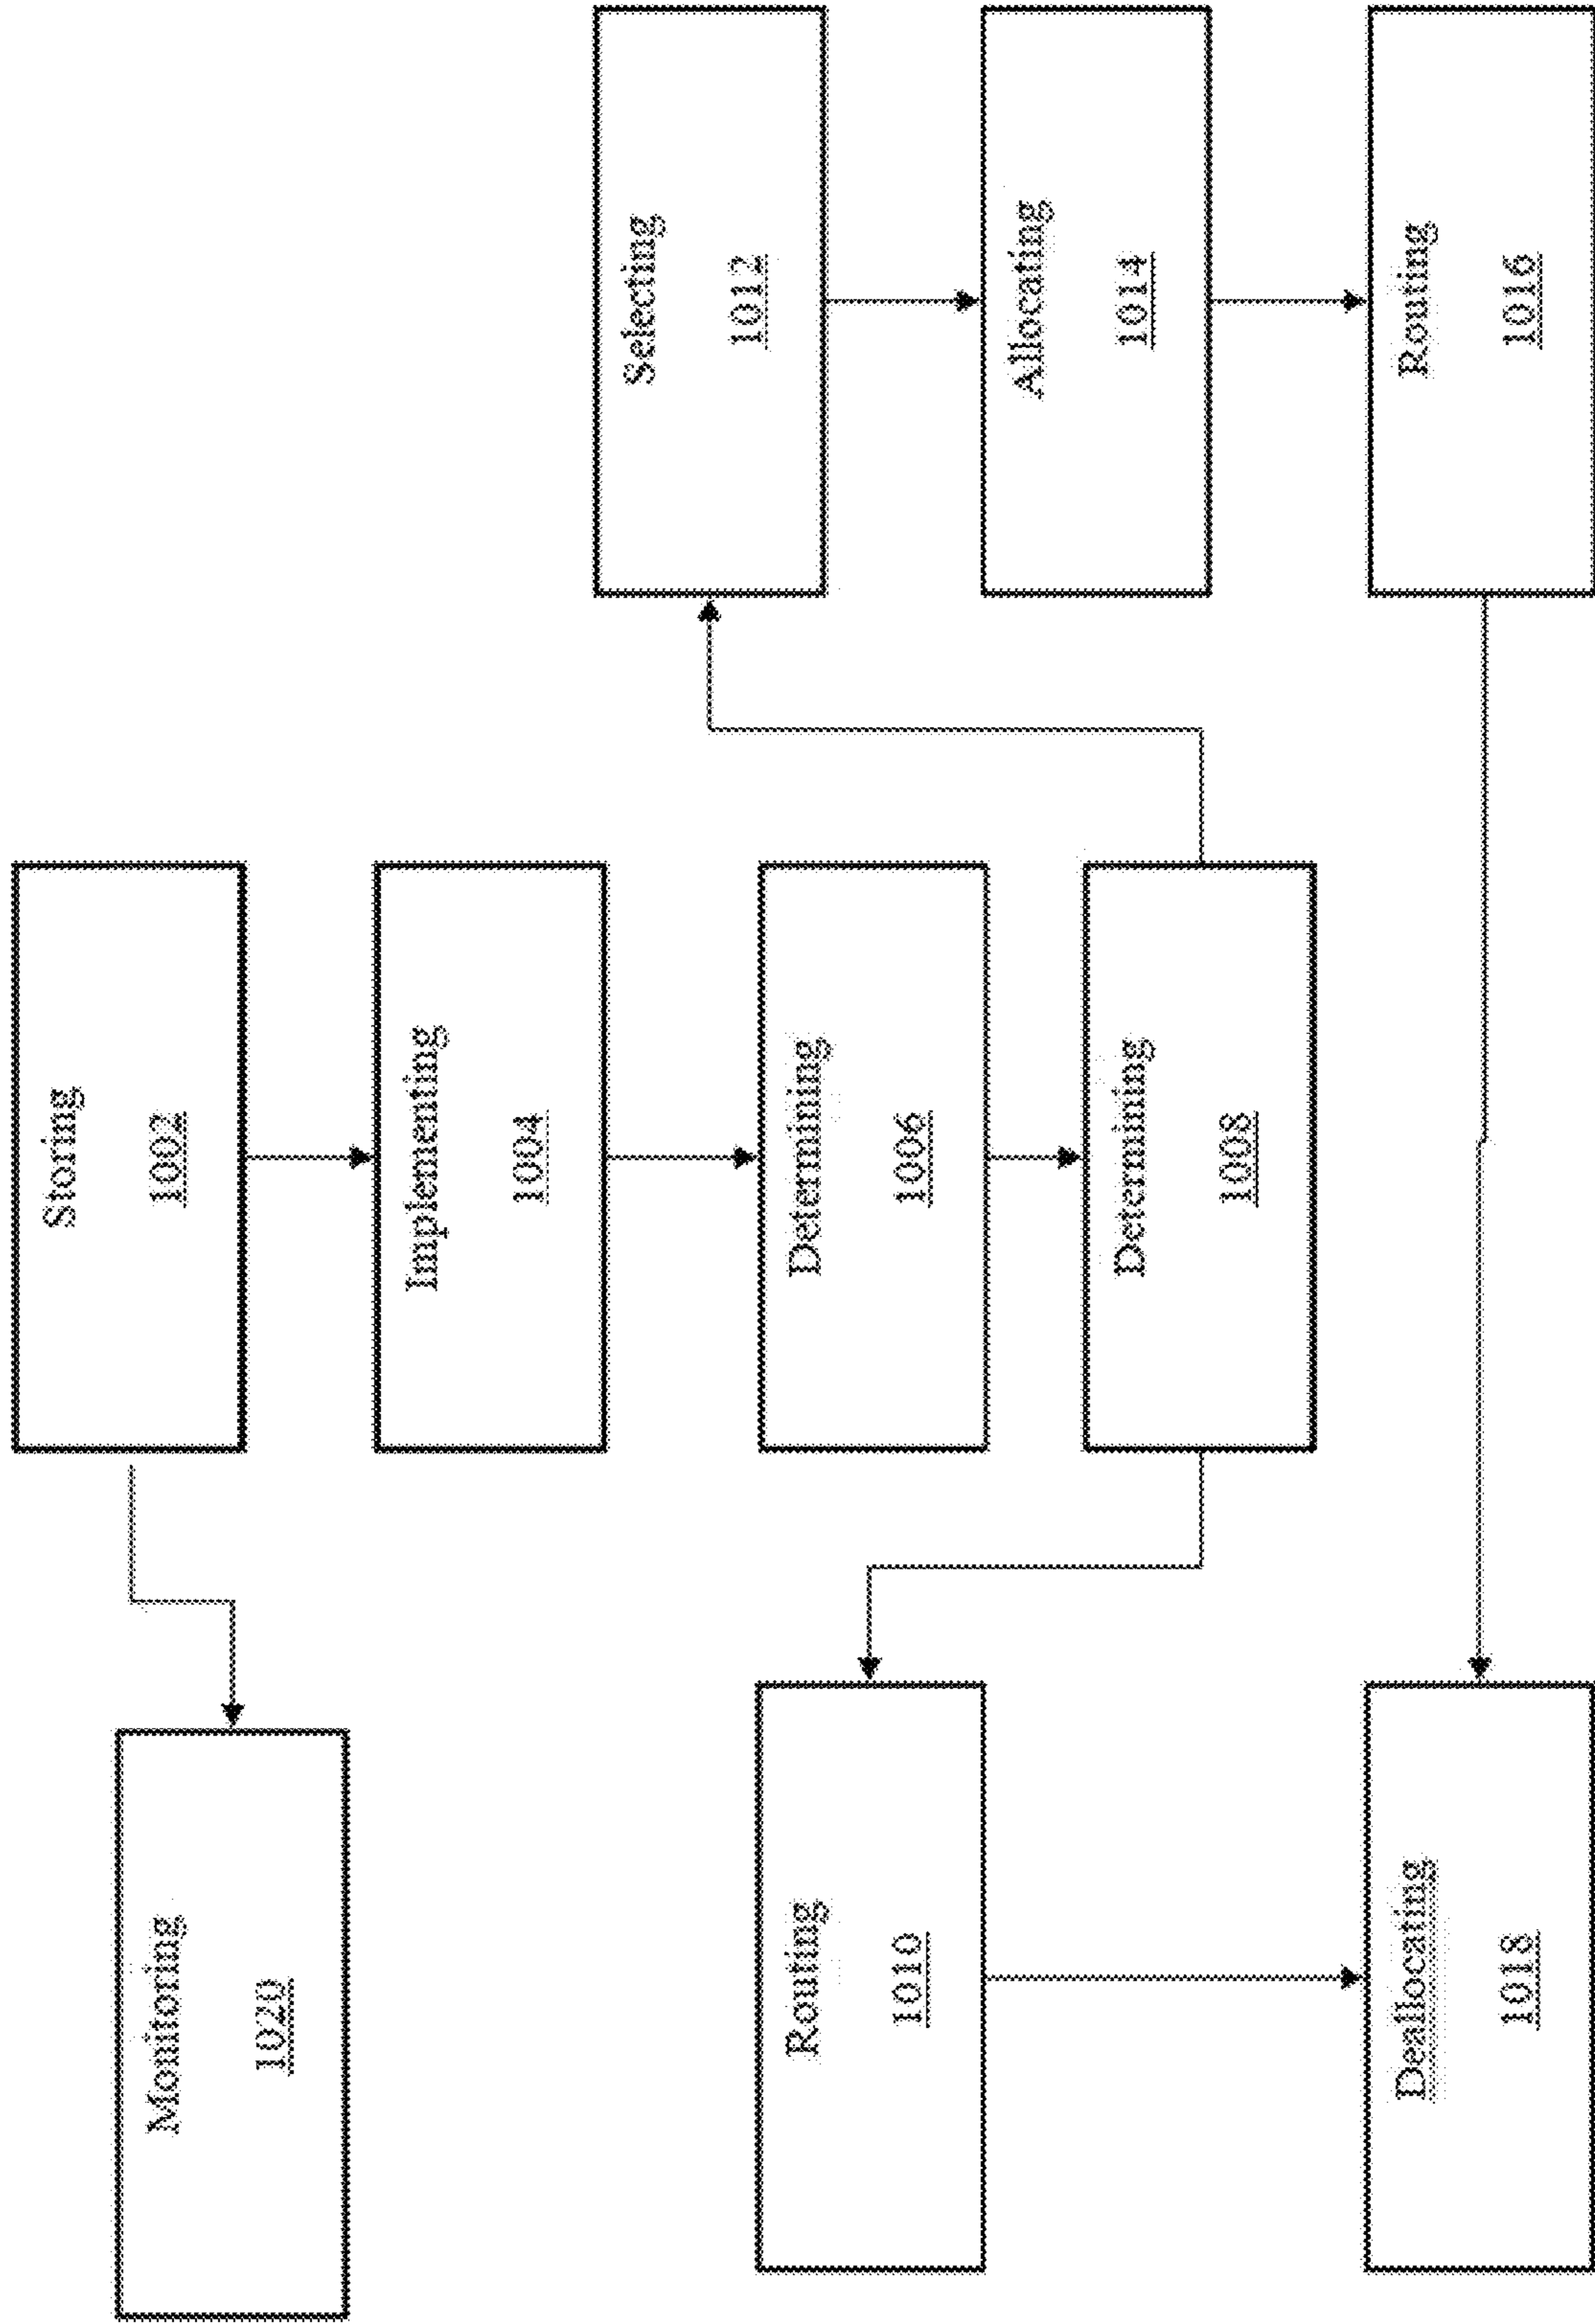 Storing
1002
Implementing
1004
Determining
1006
Determining
1008
Routing
1010
Selecting
1012
Allocating
1014
Routing
1016
Deallocating
1018
Monitoring
1020